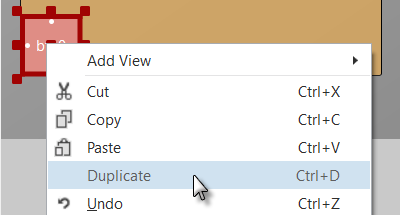 Add View
Cut Ctrl+X
Copy Ctrl+C
Paste Ctrl+V
Duplicate Ctrl+D
Undo Ctrl+Z